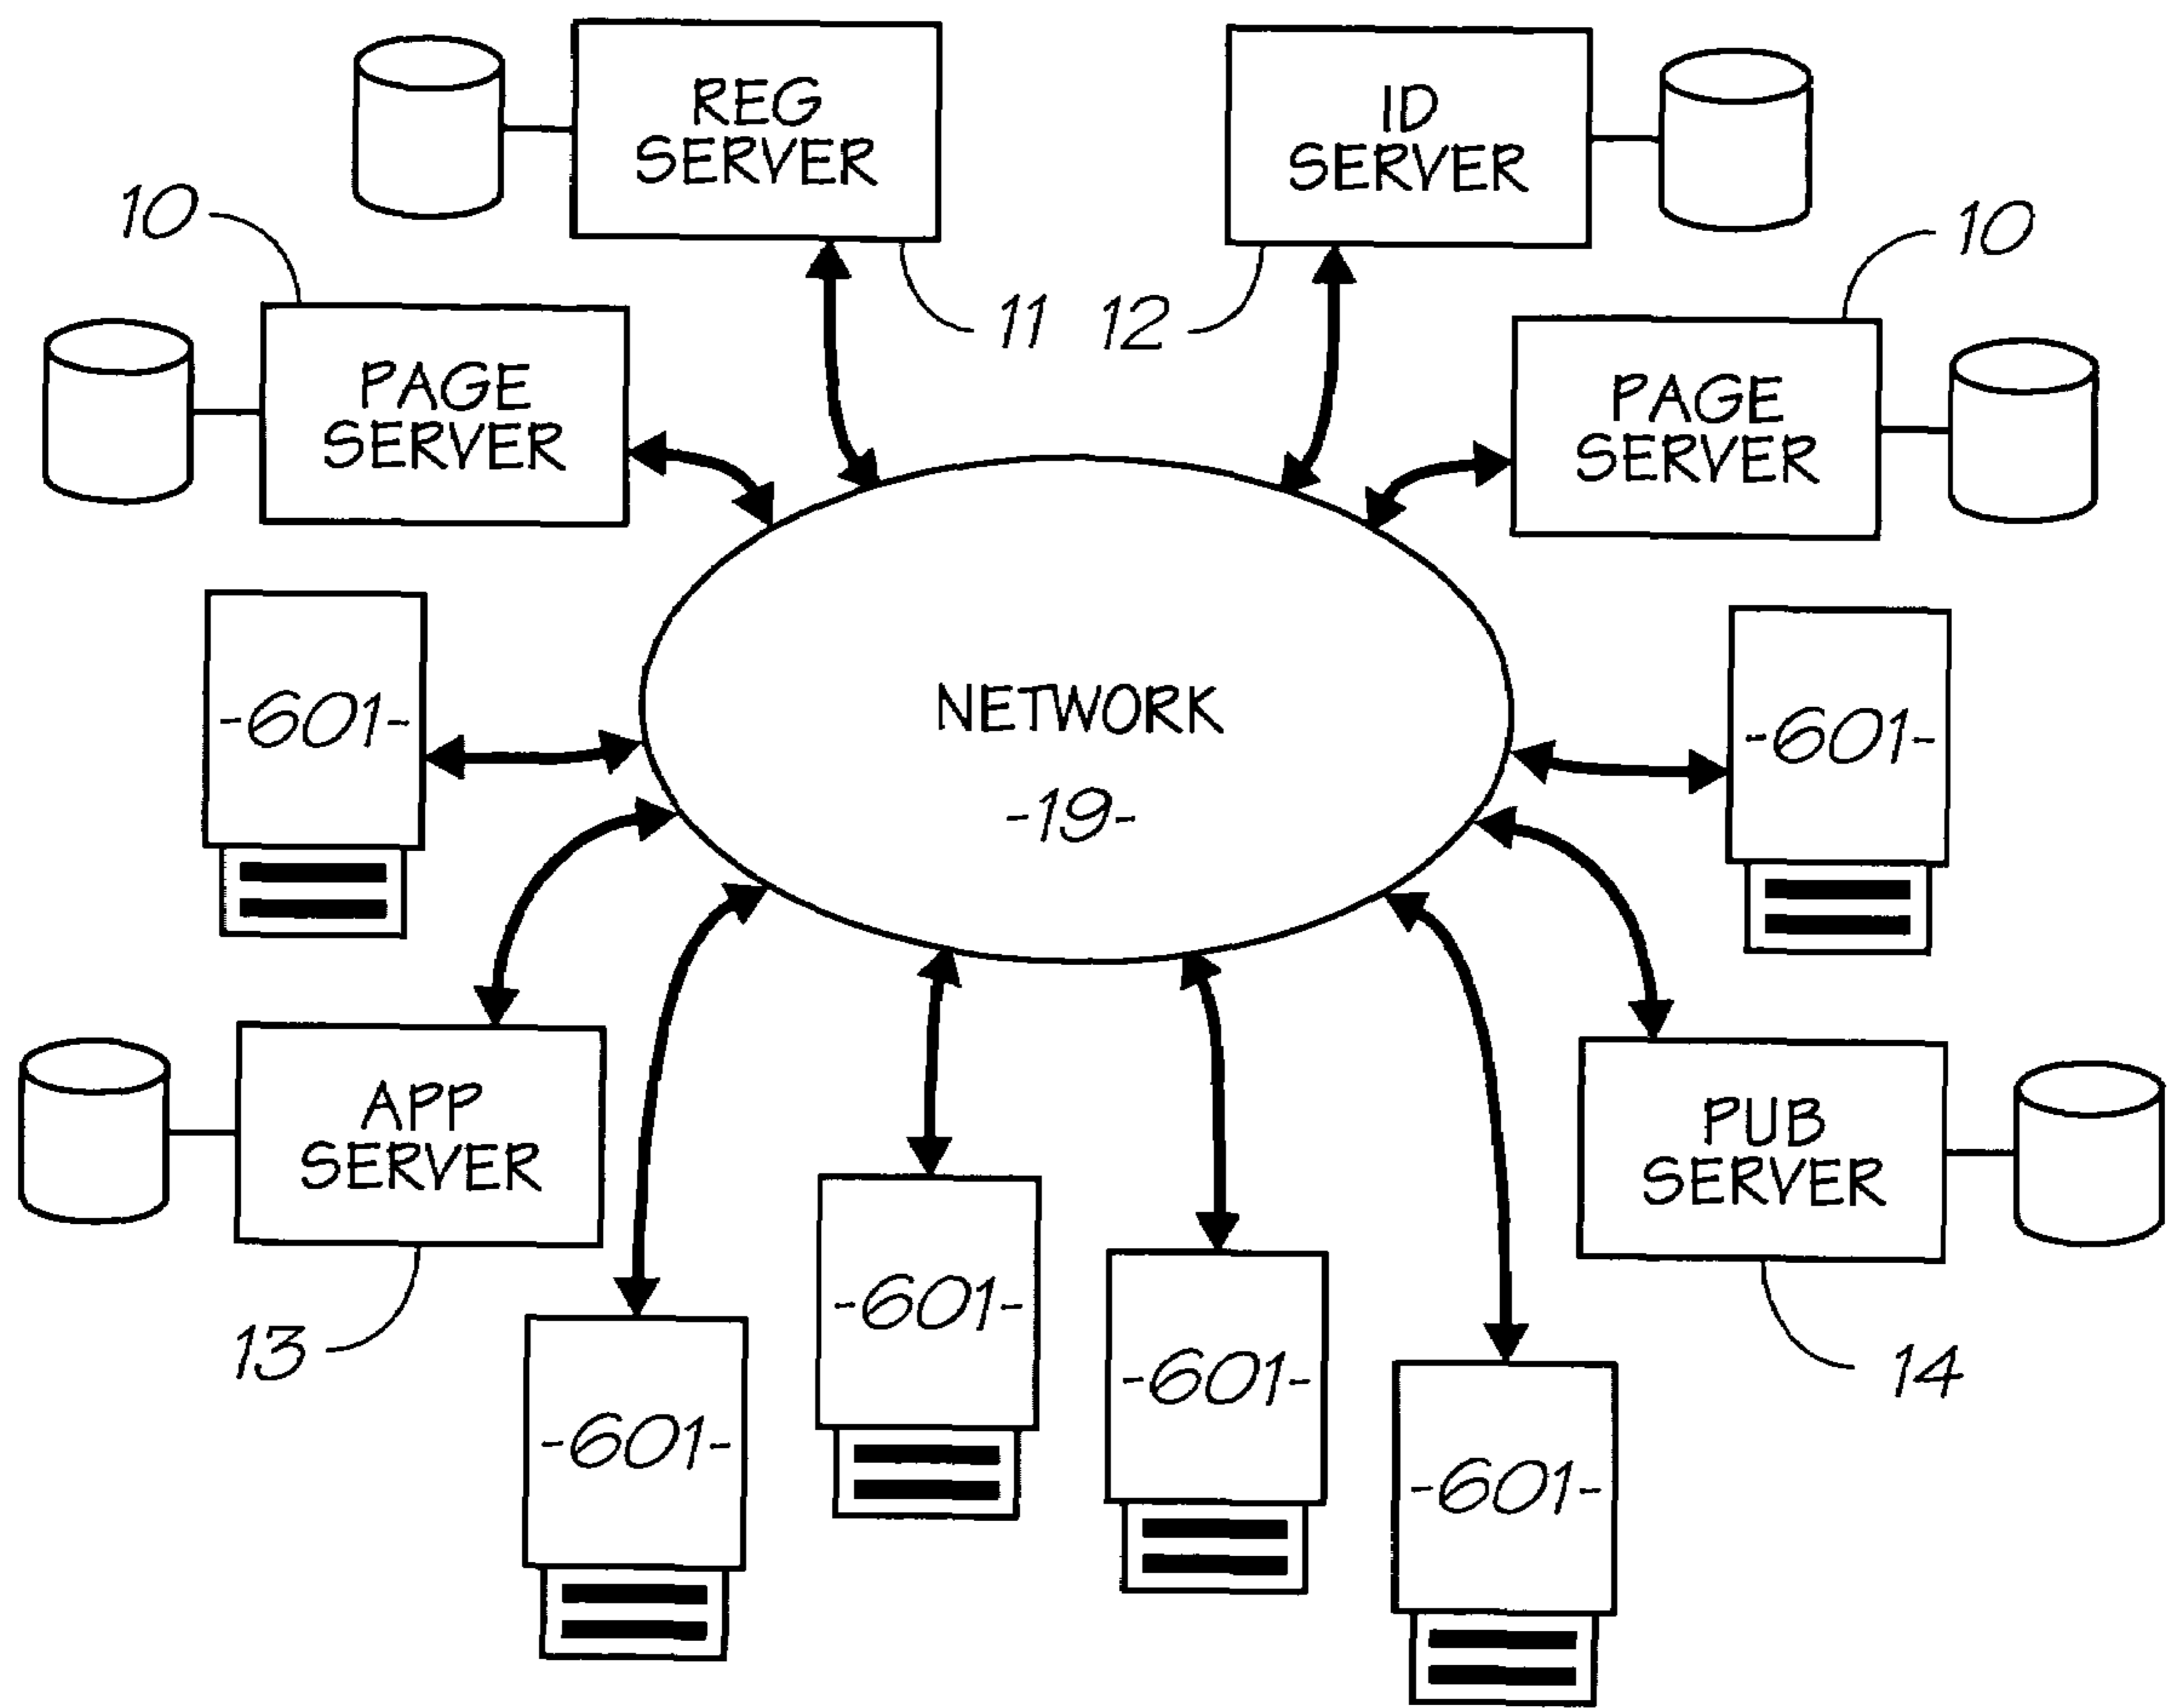 REG
SERVER
ID
SERVER
10
10
11
12
PAGE
SERVER
PAGE
SERVER
-601-
NETWORK
-19-
-601-
APP
SERVER
PUB
SERVER
13
-601-
-601-
-601-
-601-
14